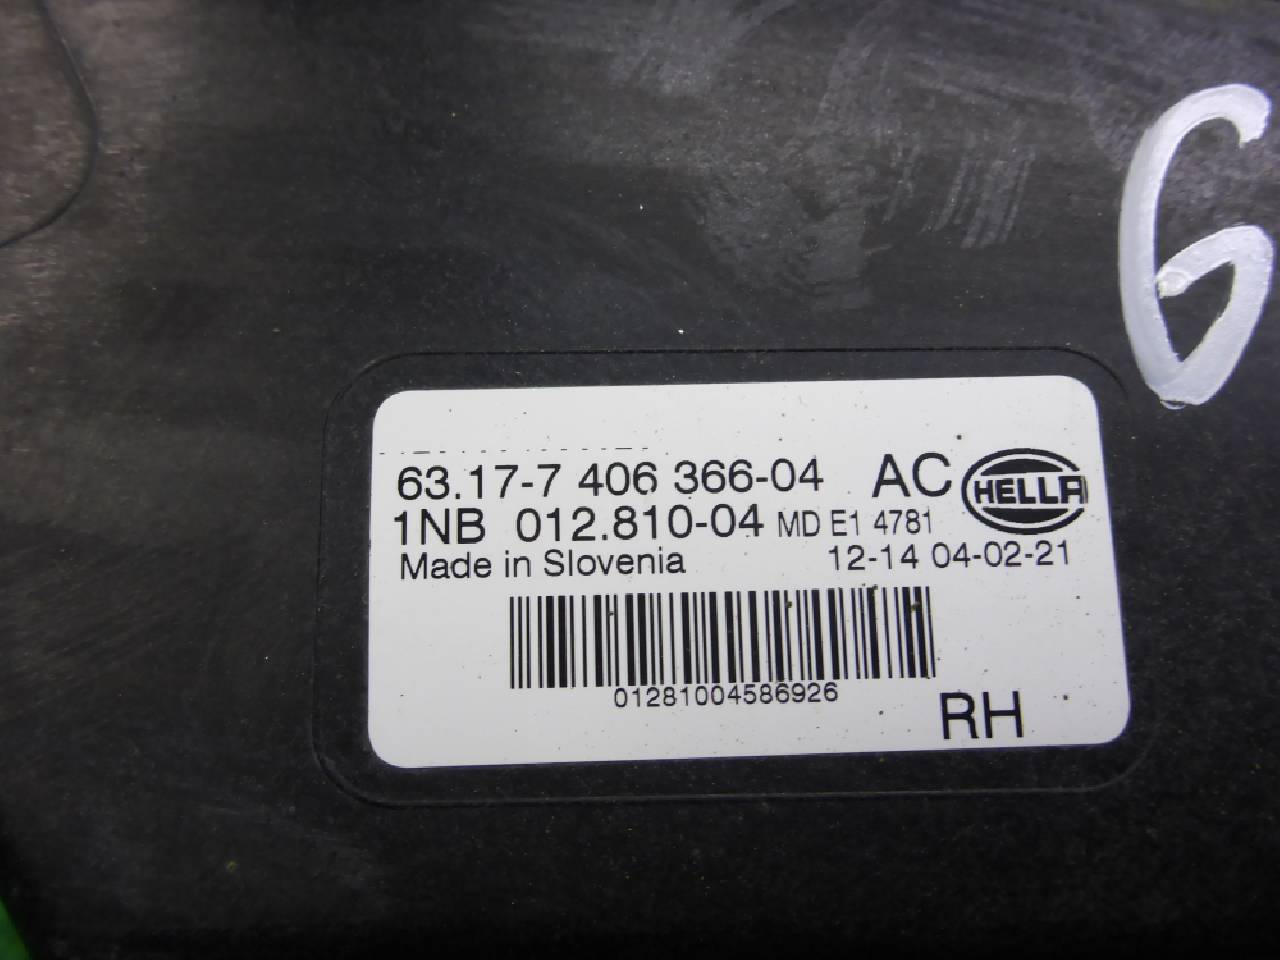 6
63.17-7 406 366-04 AC HELLA
1NB 012.810-04 MD E1 4781
Made in Slovenia 12-14 04-02-21
01281004586926
RH